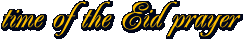 time of the Eid prayer